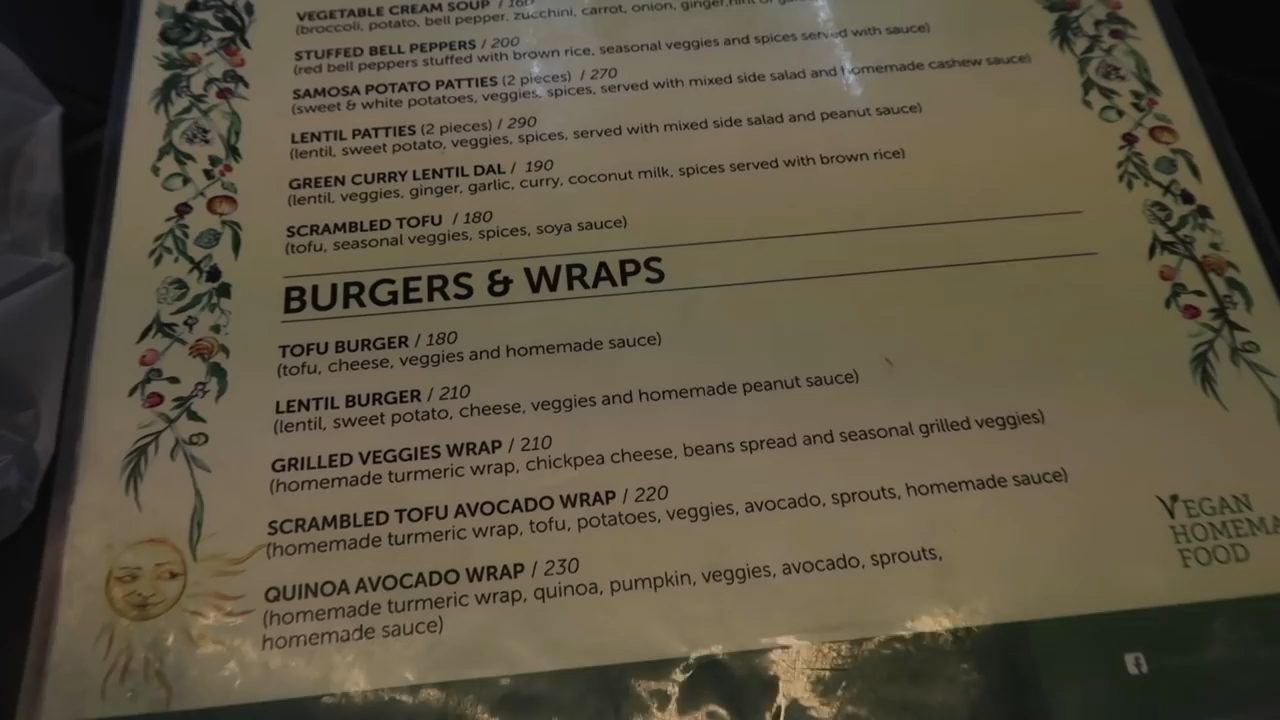 VEGETABLE CREAM SOUP / 160
(broccoli, potato, bell pepper, zucchini, carrot, onion, ginger, hint of
STUFFED BELL PEPPERS / 200
(red bell peppers stuffed with brown rice, seasonal veggies and spices served with sauce)
SAMOSA POTATO PATTIES (2 pieces) / 270
(sweet & white potatoes, veggies, spices, served with mixed side salad and homemade cashew sauce)
LENTIL PATTIES (2 pieces) / 290
(lentil, sweet potato, veggies, spices, served with mixed side salad and peanut sauce)
GREEN CURRY LENTIL DAL / 190
(lentil, veggies, ginger, garlic, curry, coconut milk, spices served with brown rice)
SCRAMBLED TOFU / 180
(tofu, seasonal veggies, spices, soya sauce)
BURGERS & WRAPS
TOFU BURGER / 180
(tofu, cheese, veggies and homemade sauce)
LENTIL BURGER / 210
(lentil, sweet potato, cheese, veggies and homemade peanut sauce)
GRILLED VEGGIES WRAP / 210
(homemade turmeric wrap, chickpea cheese, beans spread and seasonal grilled veggies)
SCRAMBLED TOFU AVOCADO WRAP / 220
(homemade turmeric wrap, tofu, potatoes, veggies, avocado, sprouts, homemade sauce)
QUINOA AVOCADO WRAP / 230
(homemade turmeric wrap, quinoa, pumpkin, veggies, avocado, sprouts,
homemade sauce)
VEGAN
HOMEMA
FOOD